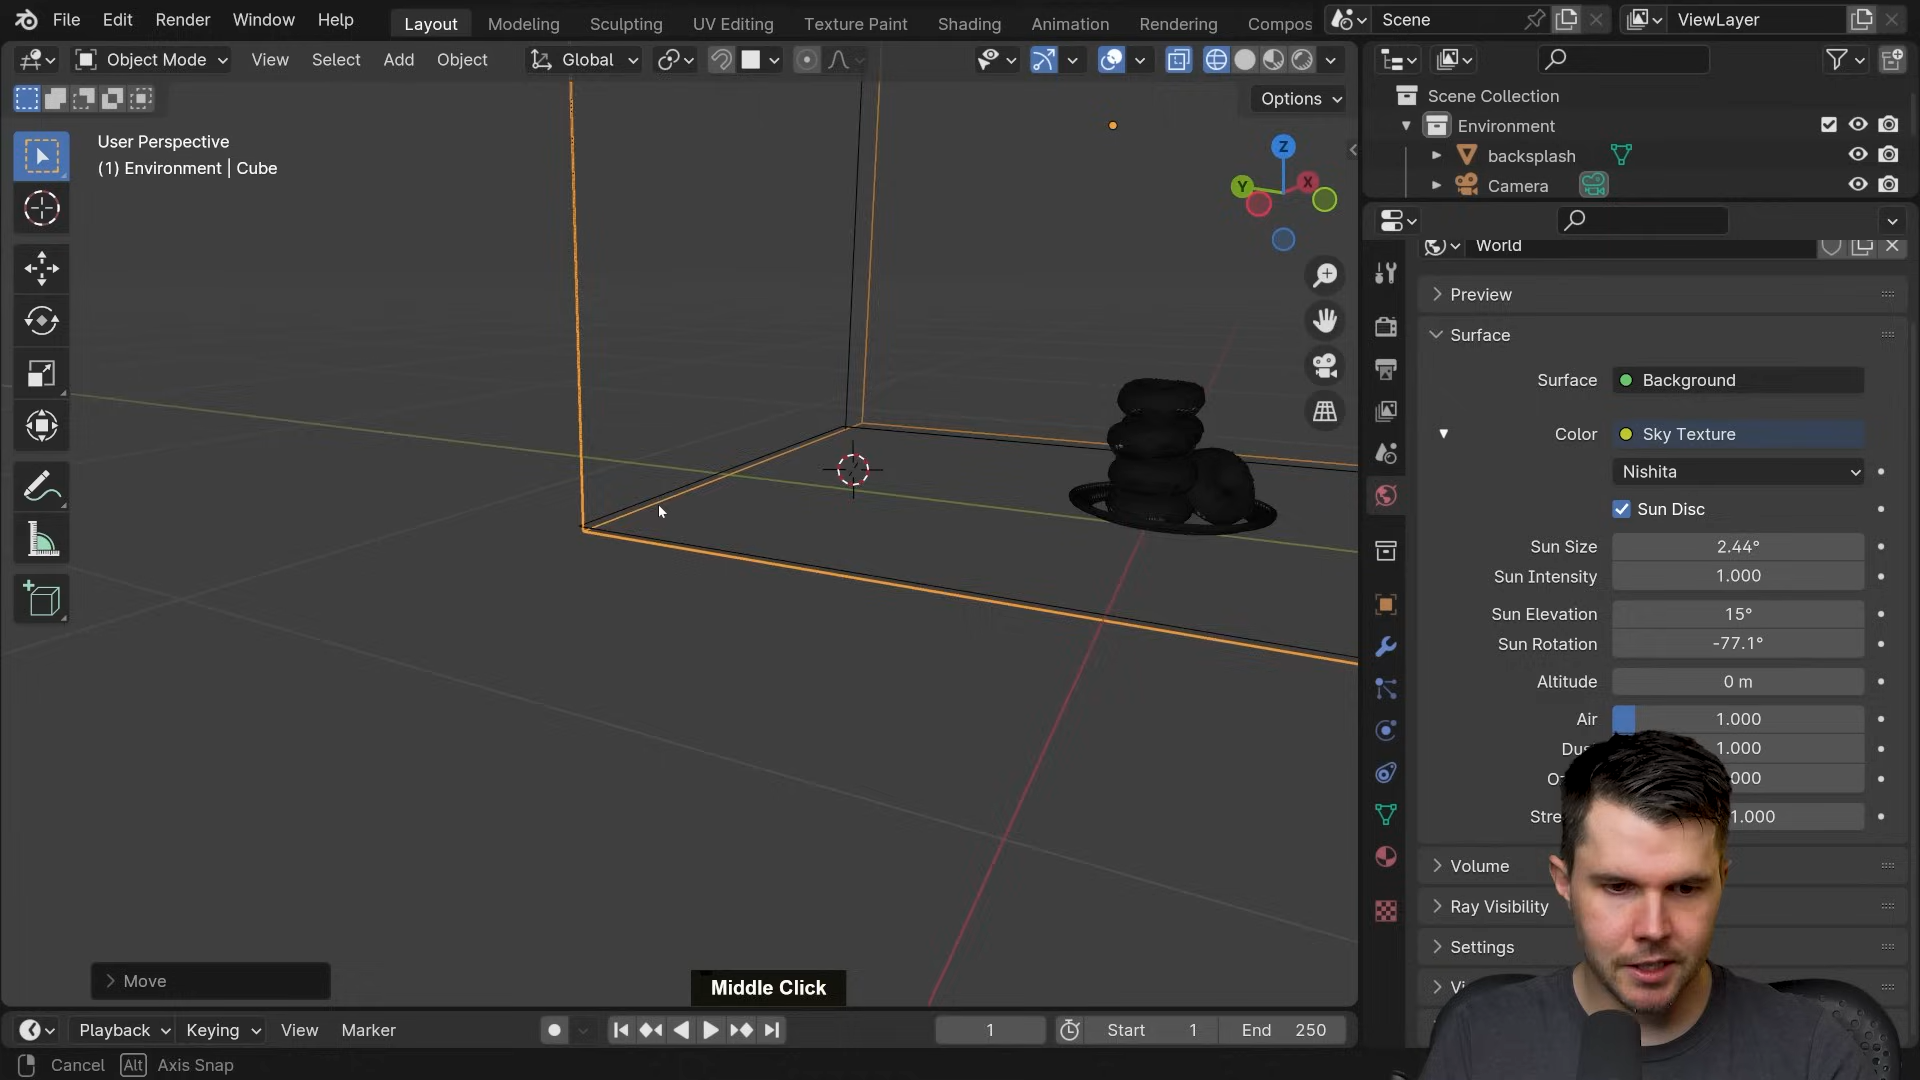 File Edit Render Window Help Layout Modeling Sculpting UV Editing Texture Paint Shading Animation Rendering Compos Scene ViewLayer
Object Mode View Select Add Object Global
Options
User Perspective
(1) Environment | Cube
Z
Y
X
Scene Collection
Environment
backsplash
Camera
World
Preview
Surface
Surface Background
Color Sky Texture
Nishita
Sun Disc
Sun Size 2.44°
Sun Intensity 1.000
Sun Elevation 15°
Sun Rotation -77.1°
Altitude 0 m
Air 1.000
Dus 1.000
O 000
Stre 1.000
Volume
Ray Visibility
Settings
Vi
Move
Middle Click
Playback Keying View Marker 1 Start 1 End 250
Cancel Alt Axis Snap